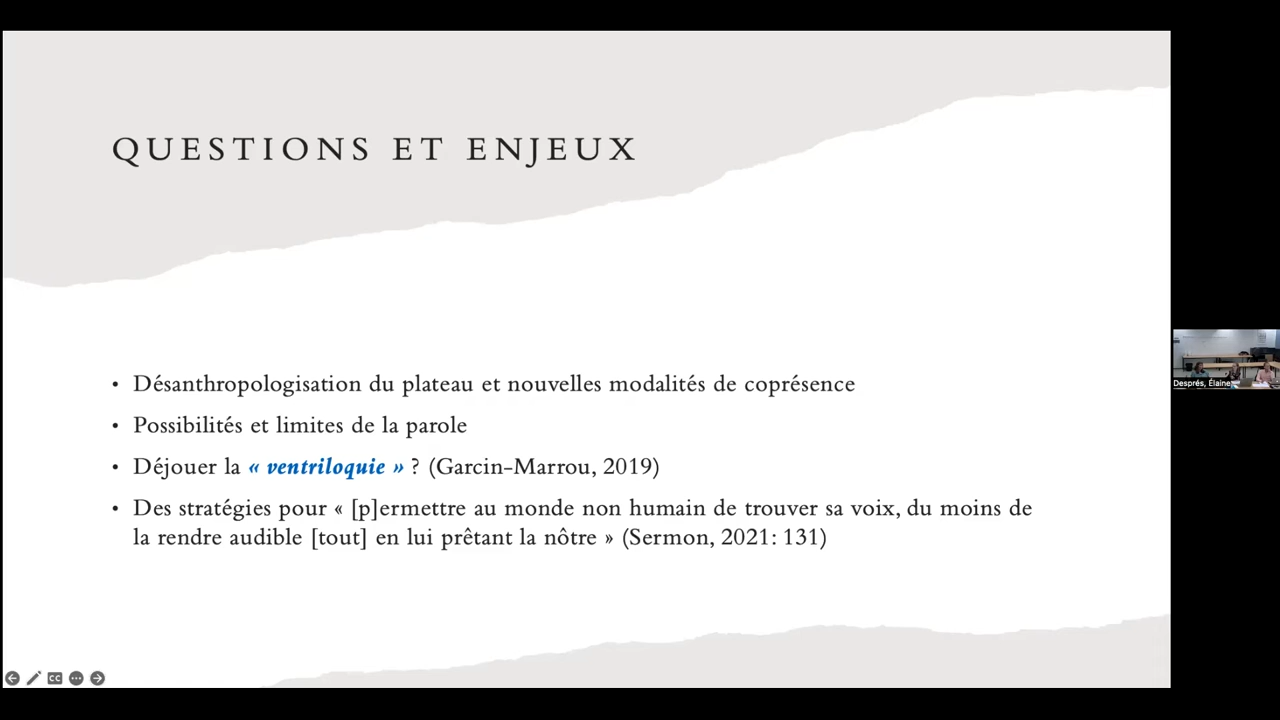 QUESTIONS ET ENJEUX
• Désanthropologisation du plateau et nouvelles modalités de coprésence
• Possibilités et limites de la parole
• Déjouer la « ventriloquie » ? (Garcin-Marrou, 2019)
• Des stratégies pour « [p]ermettre au monde non humain de trouver sa voix, du moins de
la rendre audible [tout] en lui prêtant la nôtre » (Sermon, 2021: 131)
Després, Élaine
CC